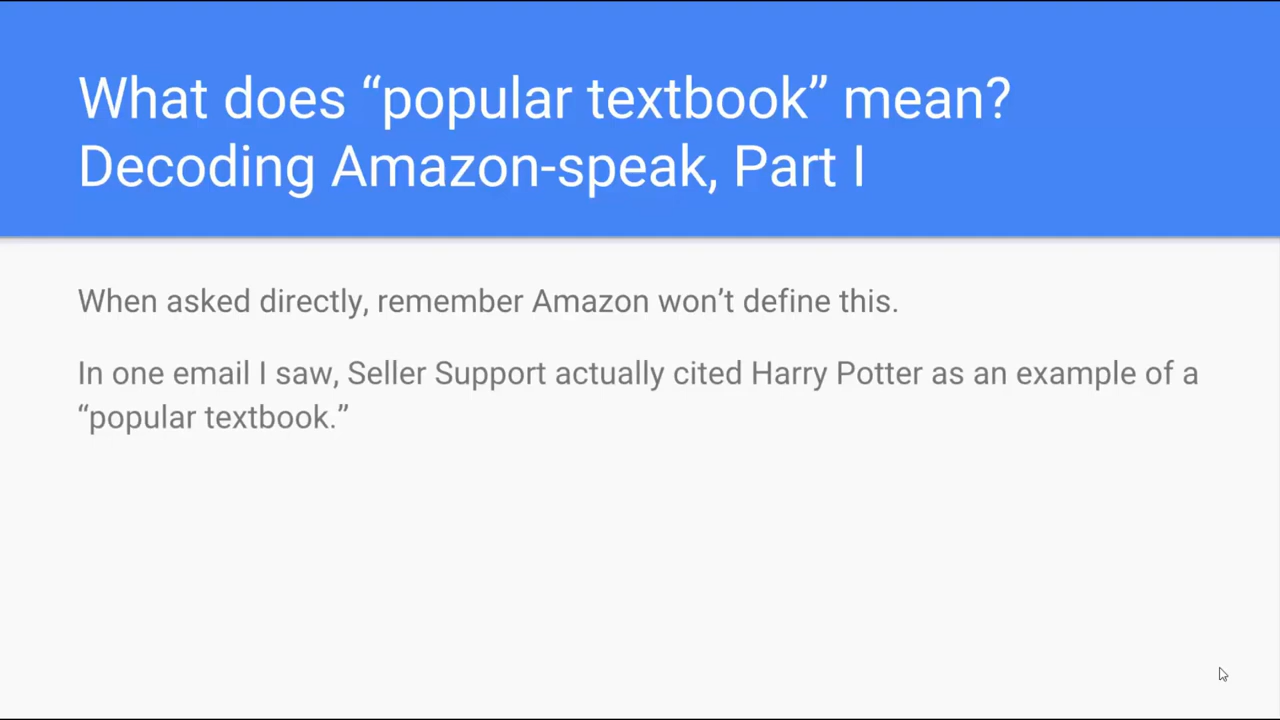 What does “popular textbook” mean?
Decoding Amazon-speak, Part I
When asked directly, remember Amazon won’t define this.
In one email I saw, Seller Support actually cited Harry Potter as an example of a
“popular textbook.”